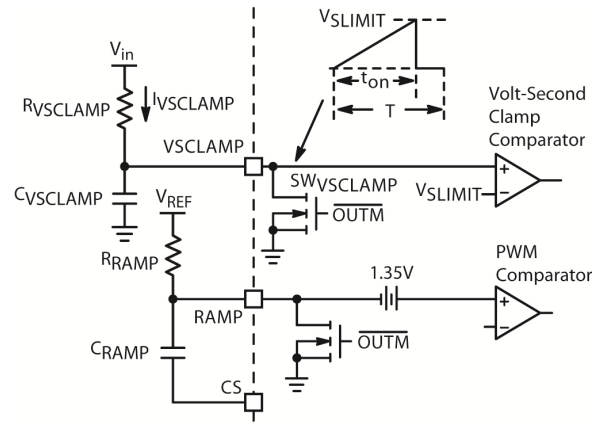 VSLIMIT
Vin
ton
RVSCLAMP
IVSCLAMP
T
Volt-Second
Clamp
Comparator
VSCLAMP
+
CVSCLAMP
SWVSCLAMP
VSLIMIT
−
VREF
OUTM
RRAMP
1.35V
PWM
Comparator
RAMP
+
−
OUTM
CRAMP
CS